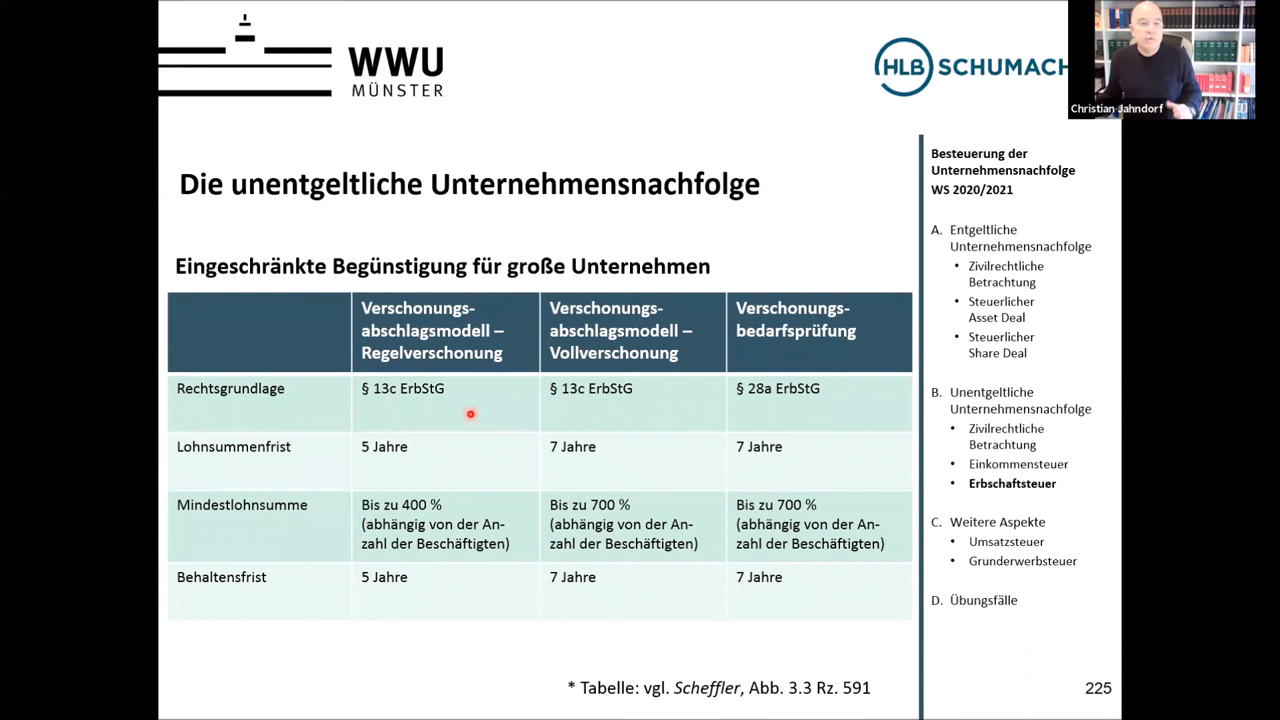 WWU
MÜNSTER
HLB SCHUMACH
Christian Jahndorf
Die unentgeltliche Unternehmensnachfolge
Eingeschränkte Begünstigung für große Unternehmen
Verschonungs-
abschlagsmodell –
Regelverschonung
Verschonungs-
abschlagsmodell –
Vollverschonung
Verschonungs-
bedarfsprüfung
Rechtsgrundlage
§ 13c ErbStG
§ 13c ErbStG
§ 28a ErbStG
Lohnsummenfrist
5 Jahre
7 Jahre
7 Jahre
Mindestlohnsumme
Bis zu 400 %
(abhängig von der An-
zahl der Beschäftigten)
Bis zu 700 %
(abhängig von der An-
zahl der Beschäftigten)
Bis zu 700 %
(abhängig von der An-
zahl der Beschäftigten)
Behaltensfrist
5 Jahre
7 Jahre
7 Jahre
* Tabelle: vgl. Scheffler, Abb. 3.3 Rz. 591
Besteuerung der
Unternehmensnachfolge
WS 2020/2021
A. Entgeltliche
Unternehmensnachfolge
• Zivilrechtliche
Betrachtung
• Steuerlicher
Asset Deal
• Steuerlicher
Share Deal
B. Unentgeltliche
Unternehmensnachfolge
• Zivilrechtliche
Betrachtung
• Einkommensteuer
• Erbschaftsteuer
C. Weitere Aspekte
• Umsatzsteuer
• Grunderwerbsteuer
D. Übungsfälle
225